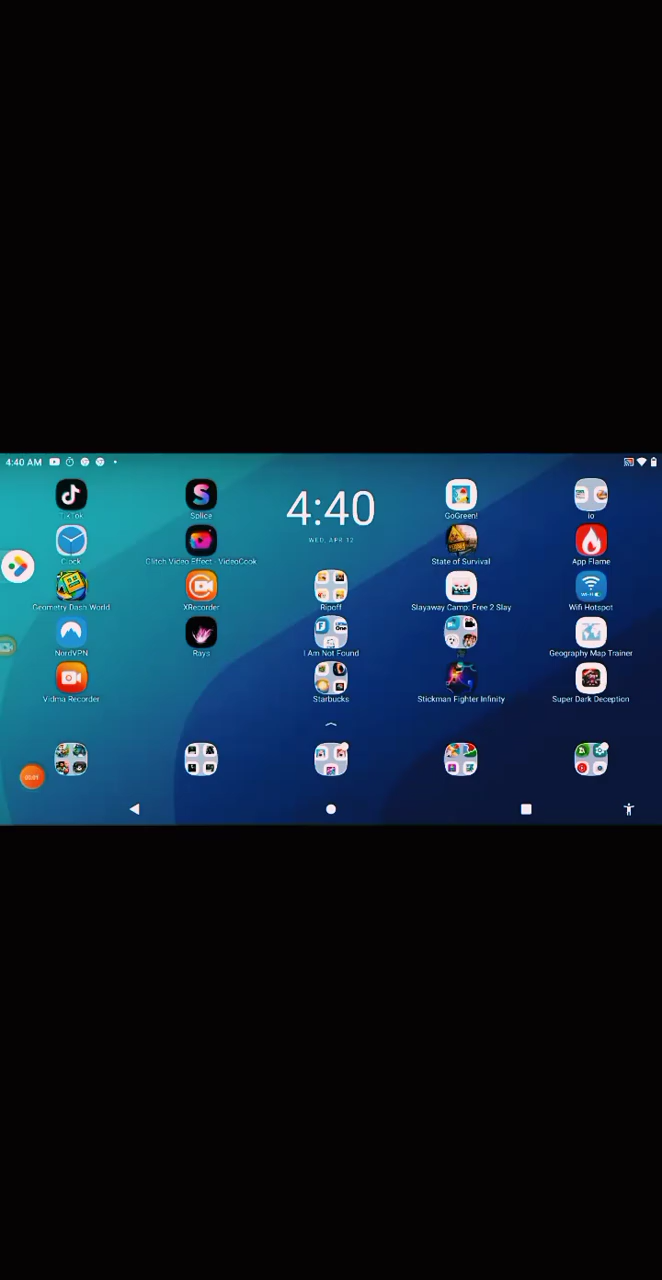 4:40 AM
4:40
WED, APR 12
TikTok
Splice
GoGreen!
io
Clock
Glitch Video Effect - VideoCook
State of Survival
App Flame
Geometry Dash World
XRecorder
Ripoff
Slayaway Camp: Free 2 Slay
Wifi Hotspot
NordVPN
Rays
I Am Not Found
Geography Map Trainer
Vidma Recorder
Starbucks
Stickman Fighter Infinity
Super Dark Deception